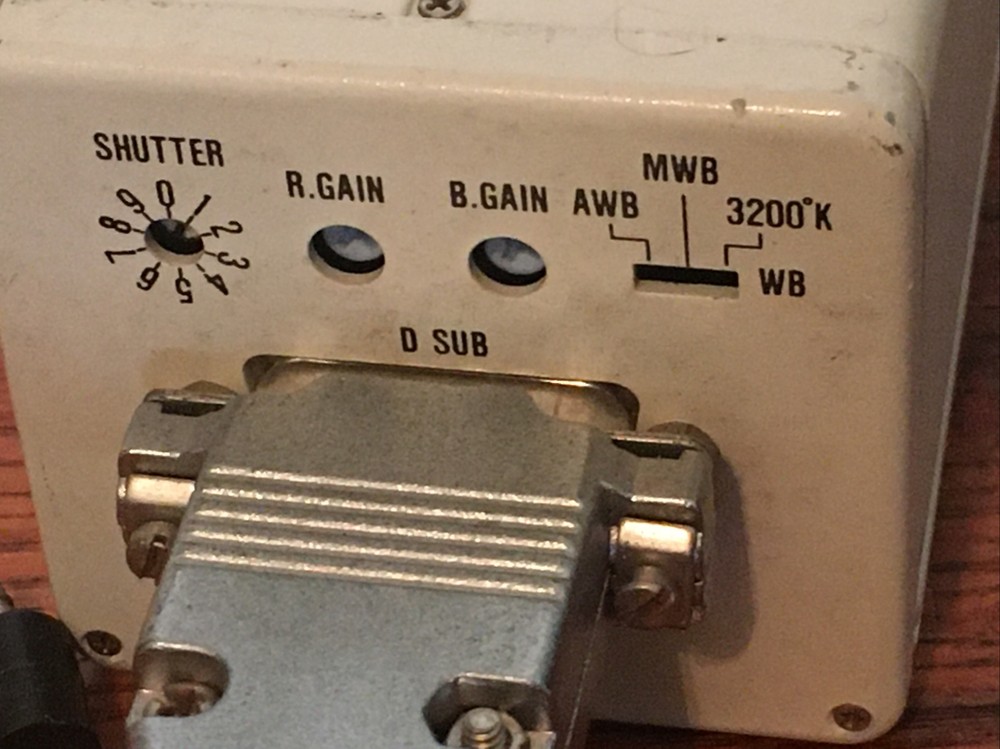 SHUTTER
0 1 2 3 4 5 6 7 8 9
R.GAIN
B.GAIN
AWB
MWB
3200°K
WB
D SUB